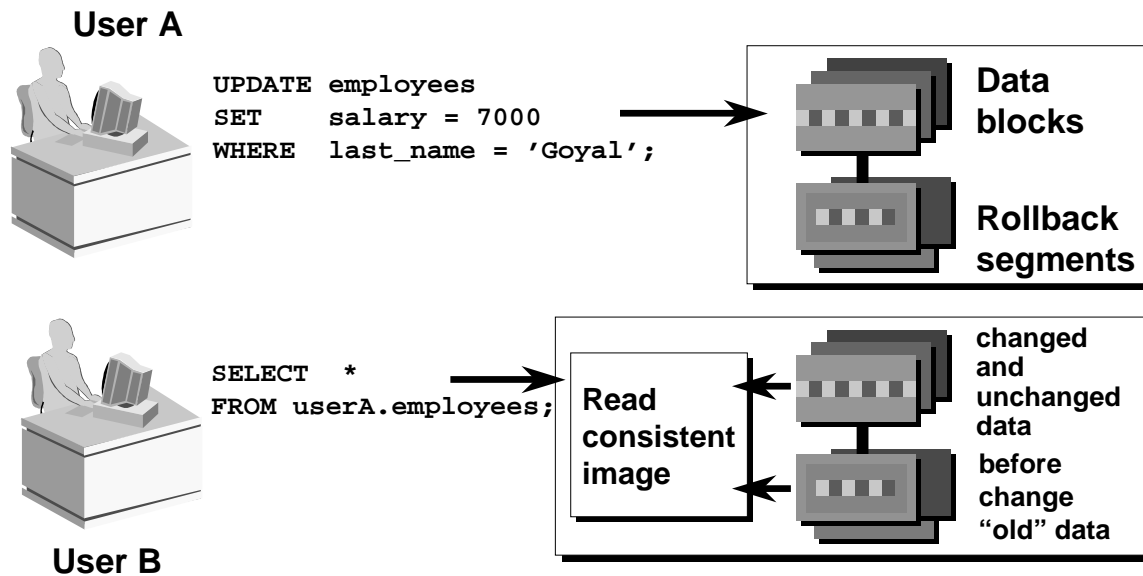 User A
UPDATE employees
SET    salary = 7000
WHERE  last_name = ’Goyal’;
Data
blocks
Rollback
segments
SELECT  *
FROM userA.employees;
Read
consistent
image
changed
and
unchanged
data
before
change
“old” data
User B